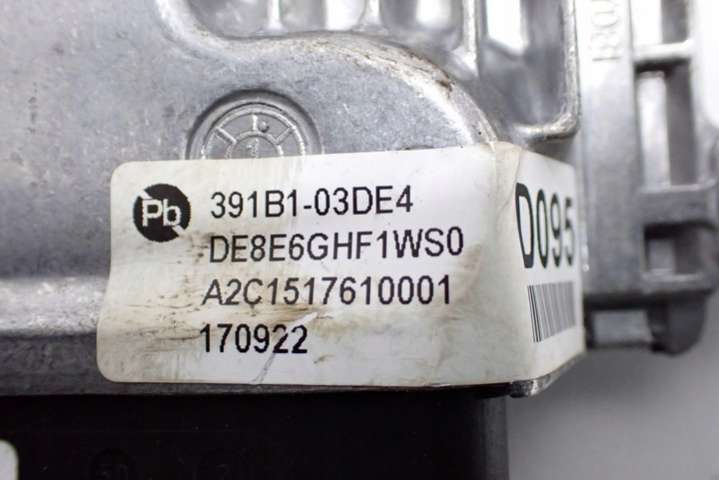 Pb
391B1-03DE4
DE8E6GHF1WS0
A2C1517610001
170922
D095